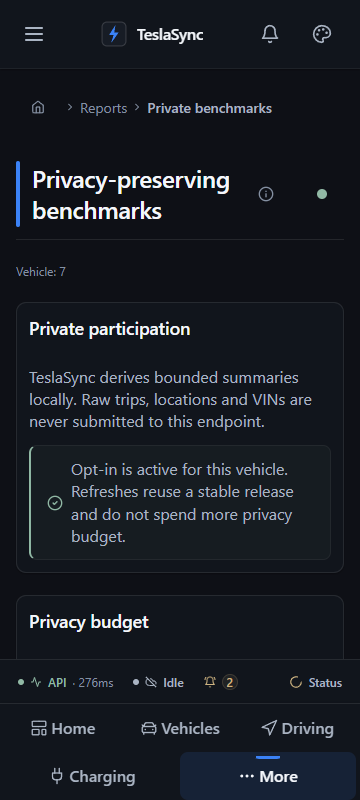 TeslaSync
Reports
Private benchmarks
Privacy-preserving
benchmarks
Vehicle: 7
Private participation
TeslaSync derives bounded summaries
locally. Raw trips, locations and VINs are
never submitted to this endpoint.
Opt-in is active for this vehicle.
Refreshes reuse a stable release
and do not spend more privacy
budget.
Privacy budget
API · 276ms
Idle
2
Status
Home
Vehicles
Driving
Charging
More